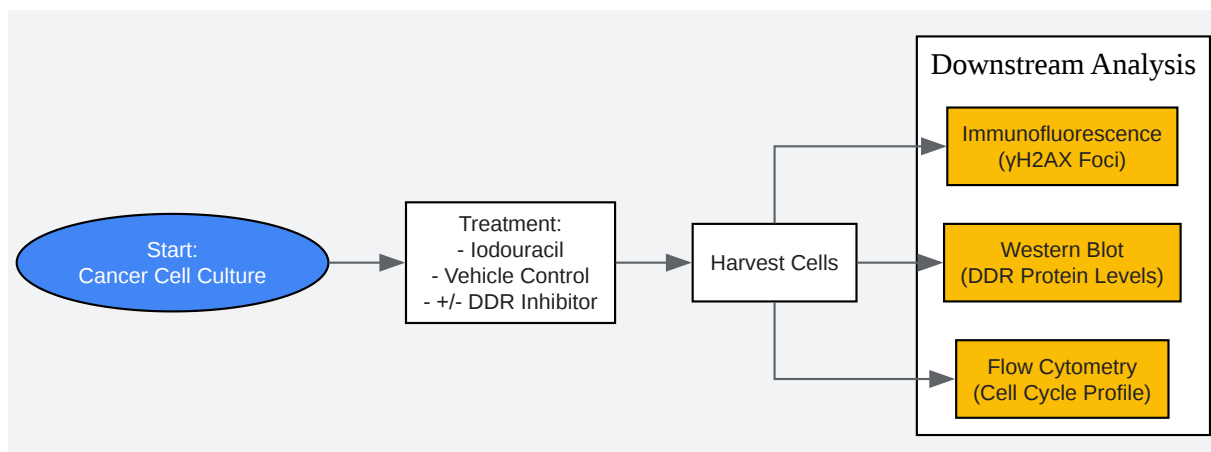 Start:
Cancer Cell Culture
Treatment:
- Iodouracil
- Vehicle Control
- +/- DDR Inhibitor
Harvest Cells
Downstream Analysis
Immunofluorescence
(γH2AX Foci)
Western Blot
(DDR Protein Levels)
Flow Cytometry
(Cell Cycle Profile)